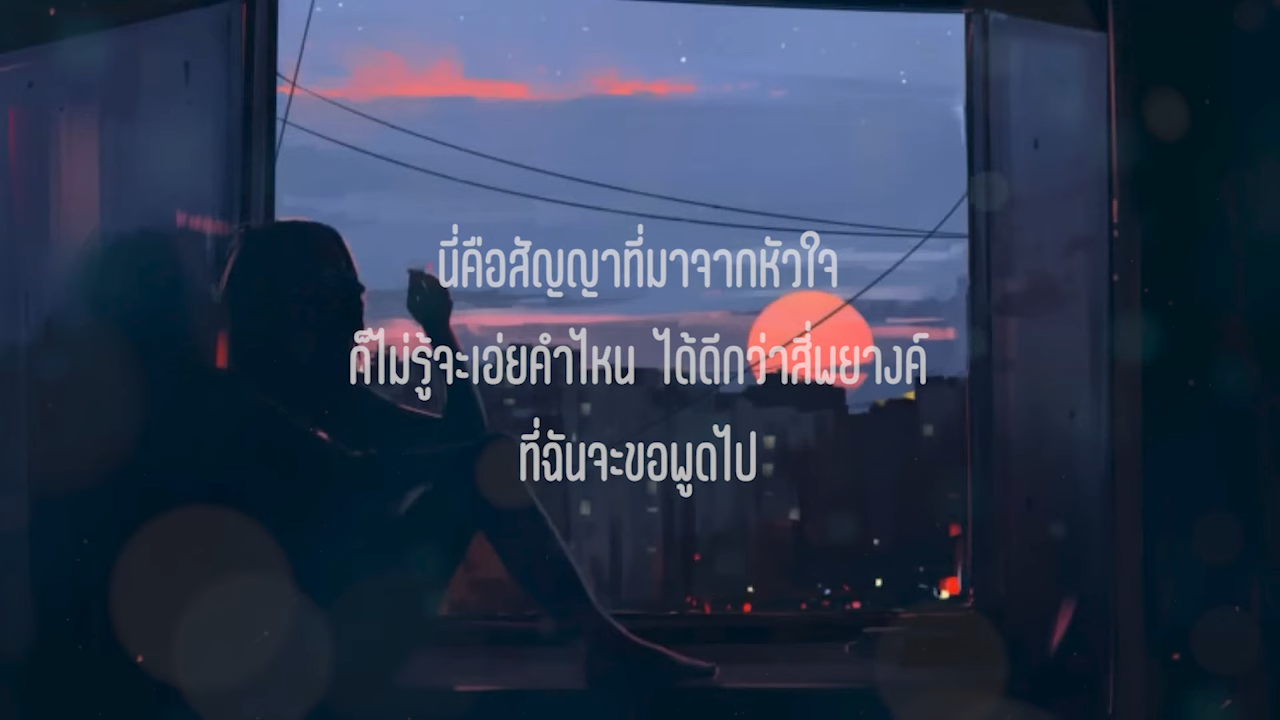 นี่คือสัญญาที่มาจากหัวใจ
ก็ไม่รู้จะเอ่ยคำไหน ได้ดีกว่าสี่พยางค์
ที่ฉันจะขอพูดไป